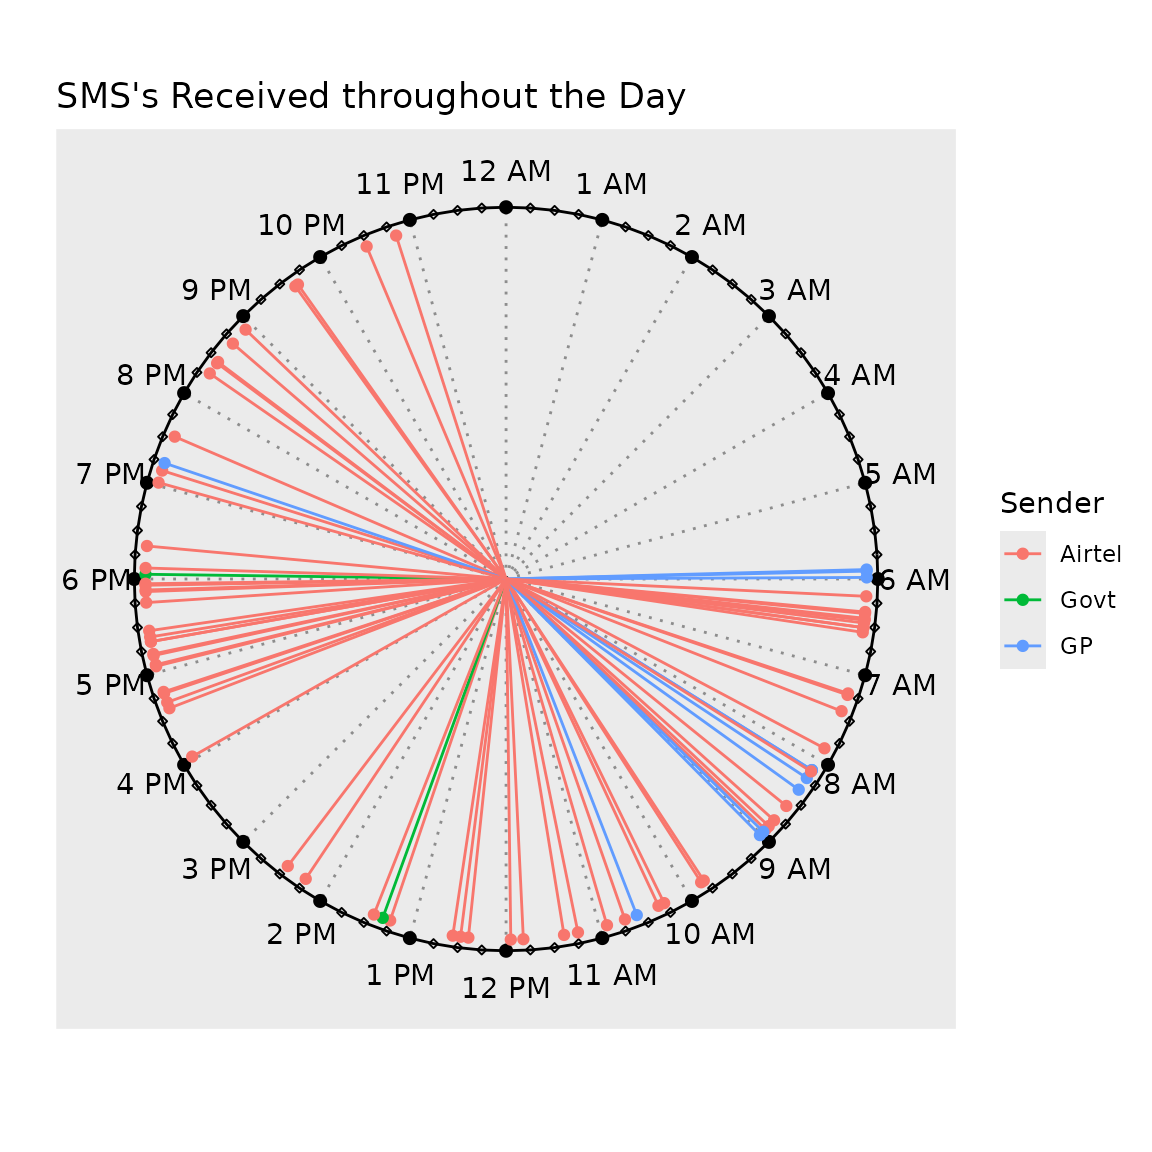 SMS's Received throughout the Day
12 AM
1 AM
2 AM
3 AM
4 AM
5 AM
6 AM
7 AM
8 AM
9 AM
10 AM
11 AM
12 PM
1 PM
2 PM
3 PM
4 PM
5 PM
6 PM
7 PM
8 PM
9 PM
10 PM
11 PM
Sender
Airtel
Govt
GP